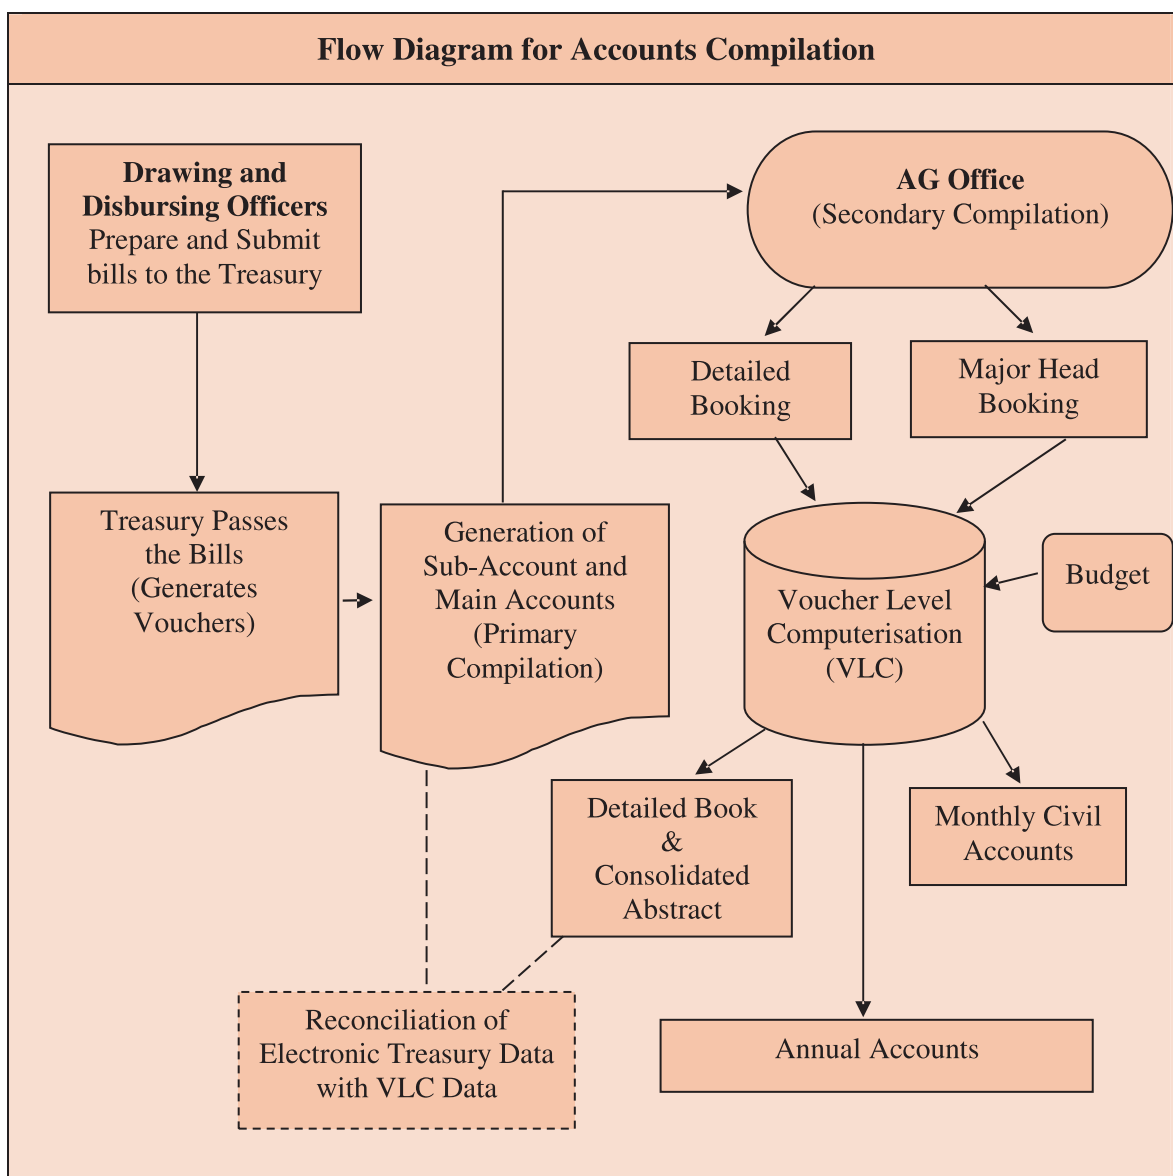 Flow Diagram for Accounts Compilation
Drawing and
Disbursing Officers
Prepare and Submit
bills to the Treasury
AG Office
(Secondary Compilation)
Detailed
Booking
Major Head
Booking
Treasury Passes
the Bills
(Generates
Vouchers)
Generation of
Sub-Account and
Main Accounts
(Primary
Compilation)
Voucher Level
Computerisation
(VLC)
Budget
Detailed Book
&
Consolidated
Abstract
Monthly Civil
Accounts
Reconciliation of
Electronic Treasury Data
with VLC Data
Annual Accounts